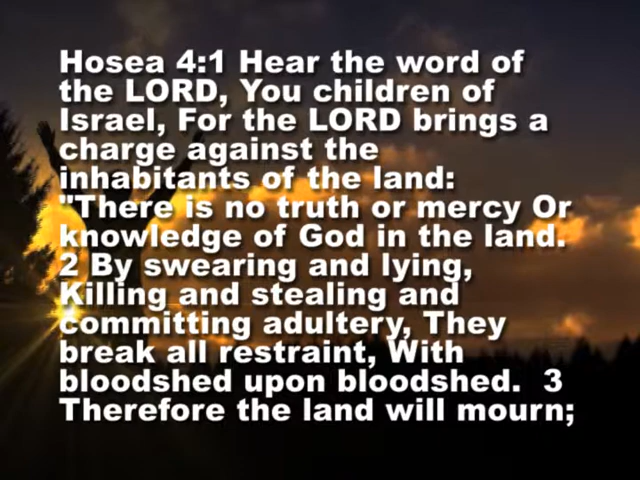 Hosea 4:1 Hear the word of
the LORD, You children of
Israel, For the LORD brings a
charge against the
inhabitants of the land:
"There is no truth or mercy Or
knowledge of God in the land.
2 By swearing and lying,
Killing and stealing and
committing adultery, They
break all restraint, With
bloodshed upon bloodshed.  3
Therefore the land will mourn;